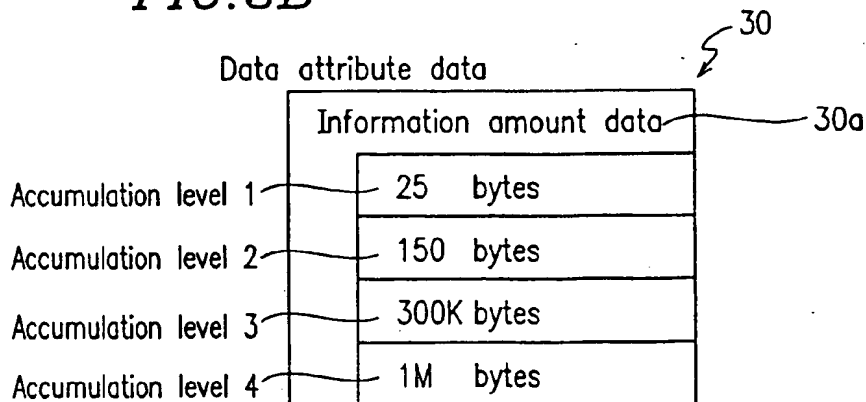 30
Data attribute data
Information amount data 30a
Accumulation level 1 25 bytes
Accumulation level 2 150 bytes
Accumulation level 3 300K bytes
Accumulation level 4 1M bytes